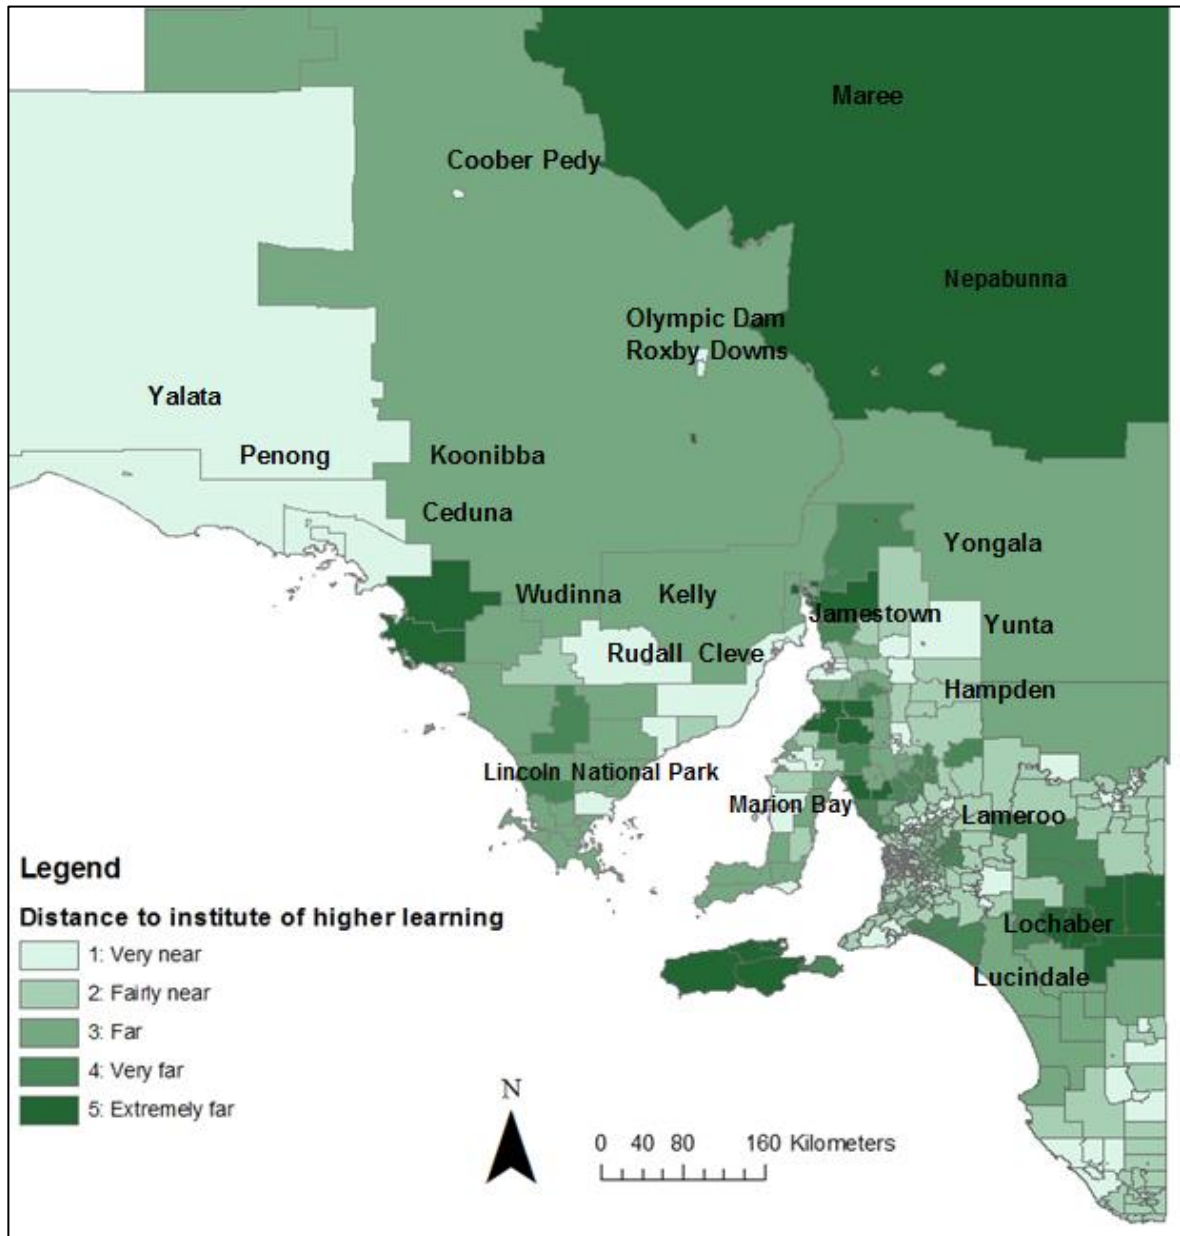 Maree
Coober Pedy
Nepabunna
Olympic Dam
Roxby Downs
Yalata
Penong
Koonibba
Ceduna
Yongala
Wudinna
Kelly
Jamestown
Yunta
Rudall Cleve
Hampden
Lincoln National Park
Marion Bay
Lameroo
Lochaber
Lucindale
Legend
Distance to institute of higher learning
1: Very near
2: Fairly near
3: Far
4: Very far
5: Extremely far
N
0 40 80 160 Kilometers